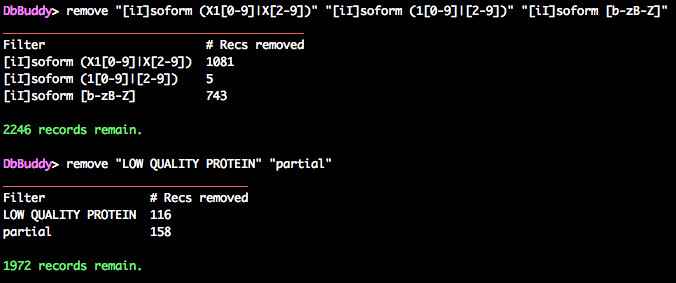 DbBuddy> remove "[iI]soform (X1[0-9]|X[2-9])" "[iI]soform (1[0-9]|[2-9])" "[iI]soform [b-zB-Z]"
Filter # Recs removed
[iI]soform (X1[0-9]|X[2-9]) 1081
[iI]soform (1[0-9]|[2-9]) 5
[iI]soform [b-zB-Z] 743
2246 records remain.
DbBuddy> remove "LOW QUALITY PROTEIN" "partial"
Filter # Recs removed
LOW QUALITY PROTEIN 116
partial 158
1972 records remain.